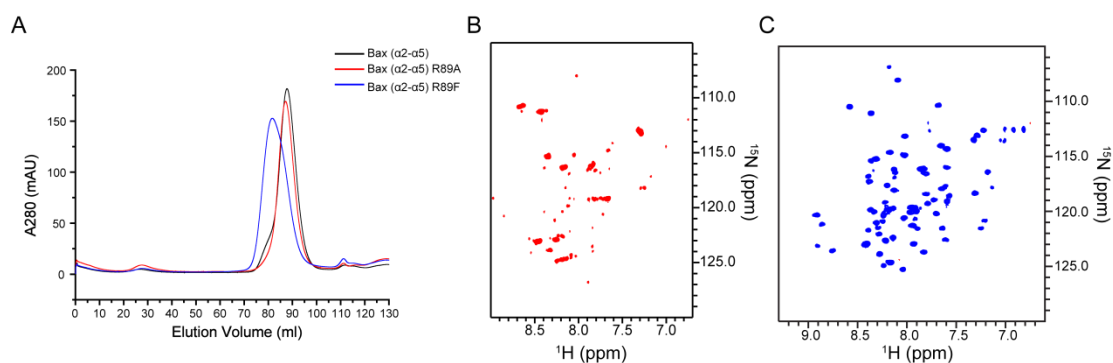 A
Bax (α2-α5)
Bax (α2-α5) R89A
Bax (α2-α5) R89F
200
150
100
50
0
A280 (mAU)
0 10 20 30 40 50 60 70 80 90 100 110 120 130
Elution Volume (ml)
B
110.0
115.0
120.0
125.0
¹⁵N (ppm)
8.5 8.0 7.5 7.0
¹H (ppm)
C
110.0
115.0
120.0
125.0
¹⁵N (ppm)
9.0 8.5 8.0 7.5 7.0
¹H (ppm)